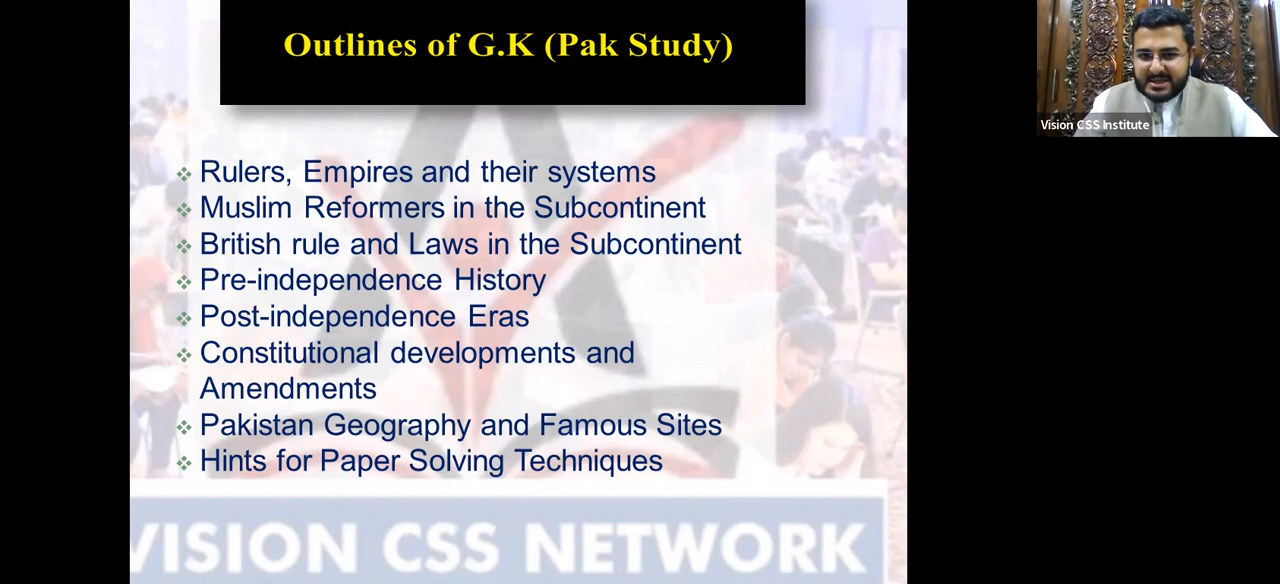 Outlines of G.K (Pak Study)
Vision CSS Institute
Rulers, Empires and their systems
Muslim Reformers in the Subcontinent
British rule and Laws in the Subcontinent
Pre-independence History
Post-independence Eras
Constitutional developments and
Amendments
Pakistan Geography and Famous Sites
Hints for Paper Solving Techniques
VISION CSS NETWORK